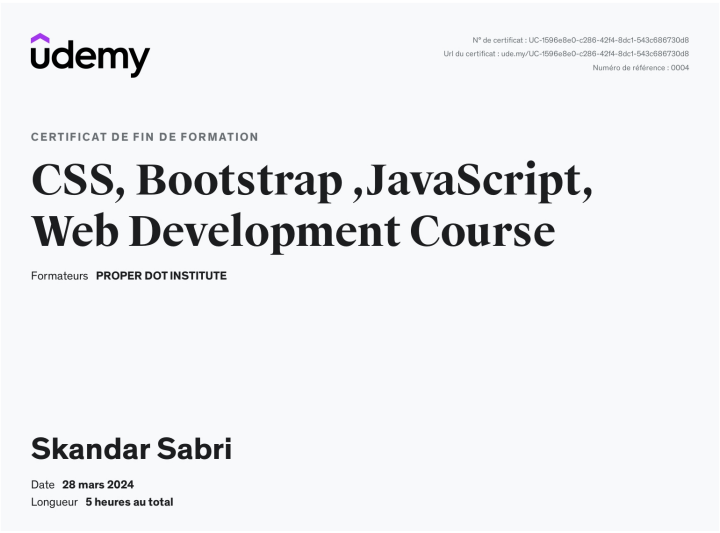 udemy
N° de certificat : UC-1596e8e0-c286-42f4-8dc1-543c686730d8
Url du certificat : ude.my/UC-1596e8e0-c286-42f4-8dc1-543c686730d8
Numéro de référence : 0004
CERTIFICAT DE FIN DE FORMATION
CSS, Bootstrap ,JavaScript,
Web Development Course
Formateurs PROPER DOT INSTITUTE
Skandar Sabri
Date 28 mars 2024
Longueur 5 heures au total